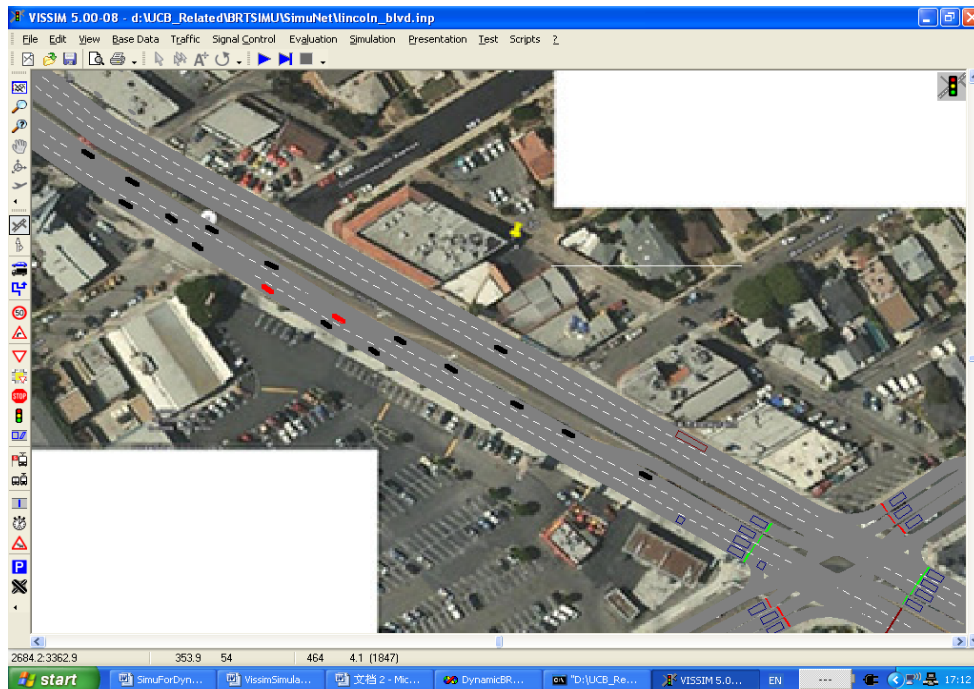 VISSIM 5.00-08 - d:\UCB_Related\BRTSIMU\SimuNet\lincoln_blvd.inp
File Edit View Base Data Traffic Signal Control Evaluation Simulation Presentation Test Scripts ?
50
STOP
P
2684.2:3362.9 353.9 54 464 4.1 (1847)
start SimuForDyn... VissimSimula... 文档 2 - Mic... DynamicBR... "D:\UCB_Re... VISSIM 5.0... EN --- 17:12